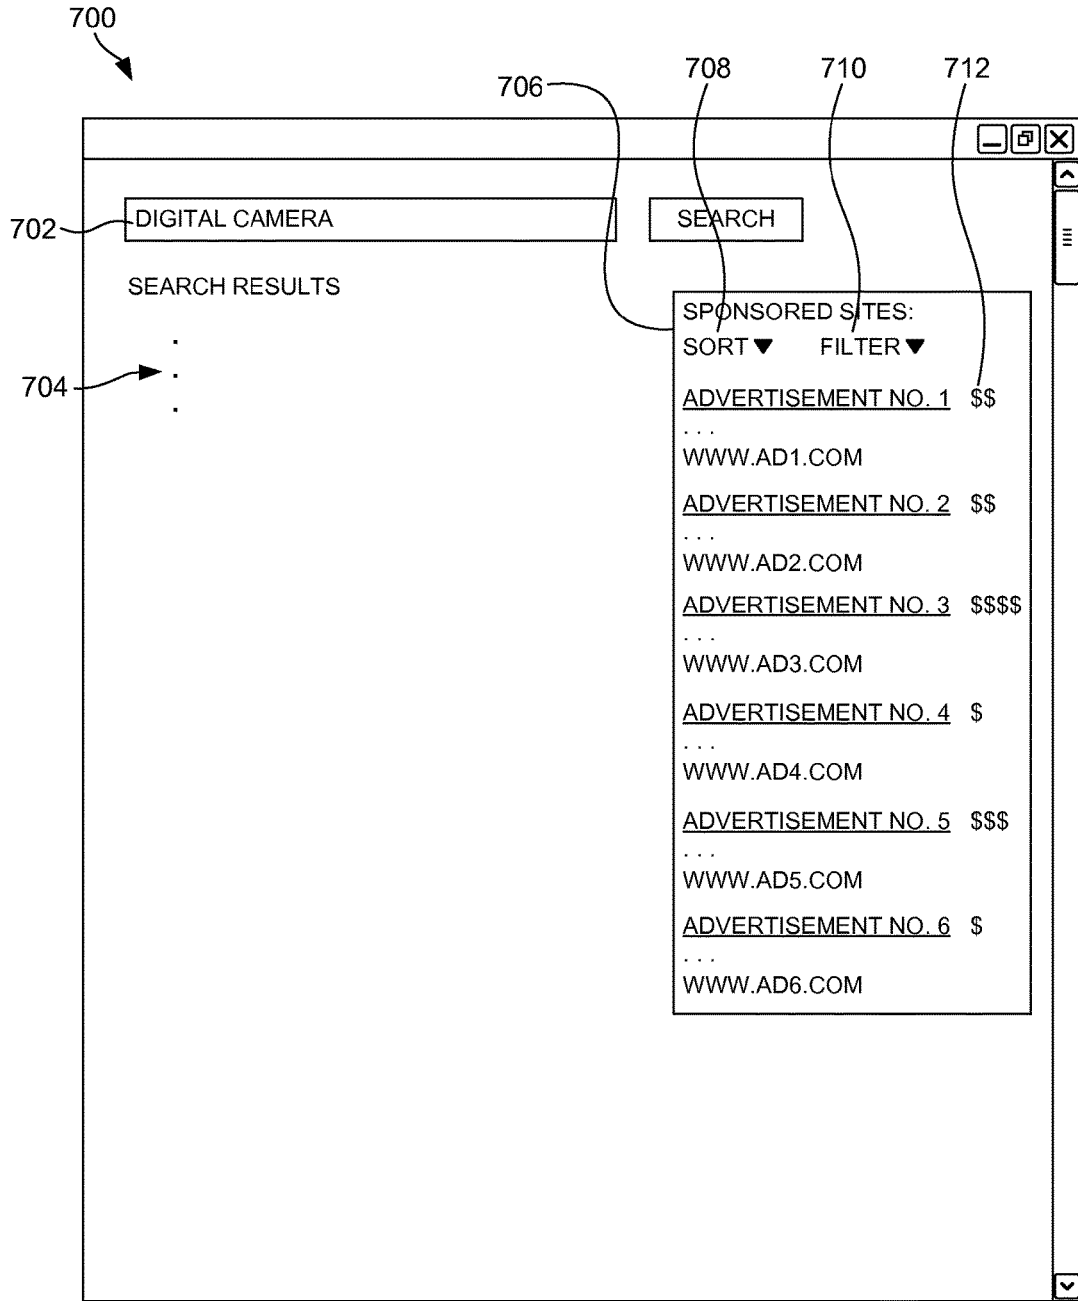 700
706 708 710 712
702 DIGITAL CAMERA SEARCH
SEARCH RESULTS
SPONSORED SITES:
SORT ▼ FILTER ▼
704
ADVERTISEMENT NO. 1 $$
. . .
WWW.AD1.COM
ADVERTISEMENT NO. 2 $$
. . .
WWW.AD2.COM
ADVERTISEMENT NO. 3 $$$$
. . .
WWW.AD3.COM
ADVERTISEMENT NO. 4 $
. . .
WWW.AD4.COM
ADVERTISEMENT NO. 5 $$$
. . .
WWW.AD5.COM
ADVERTISEMENT NO. 6 $
. . .
WWW.AD6.COM